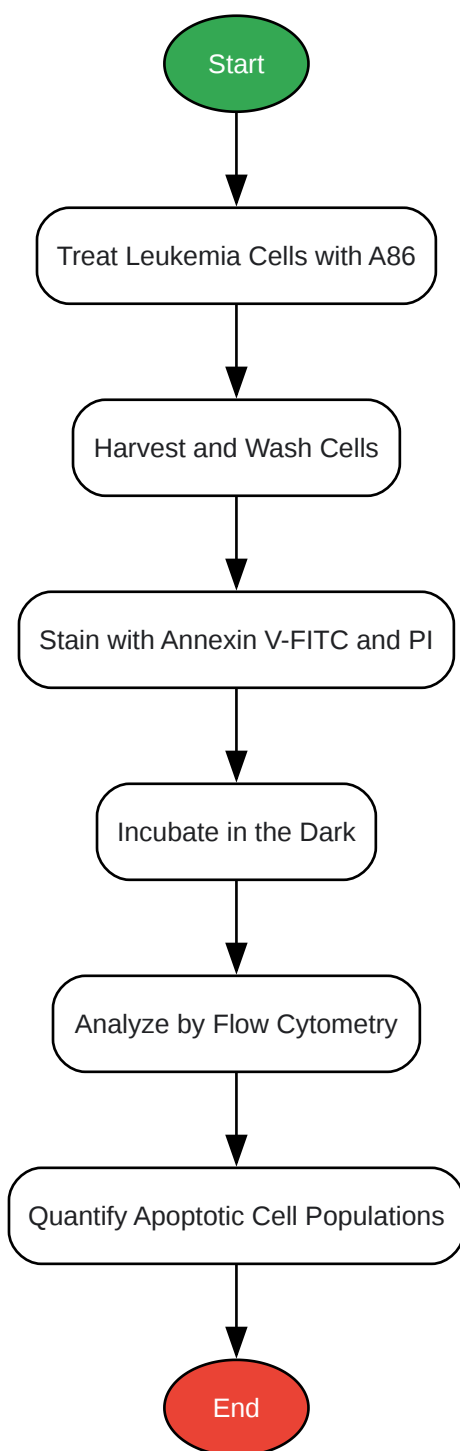 Start
Treat Leukemia Cells with A86
Harvest and Wash Cells
Stain with Annexin V-FITC and PI
Incubate in the Dark
Analyze by Flow Cytometry
Quantify Apoptotic Cell Populations
End